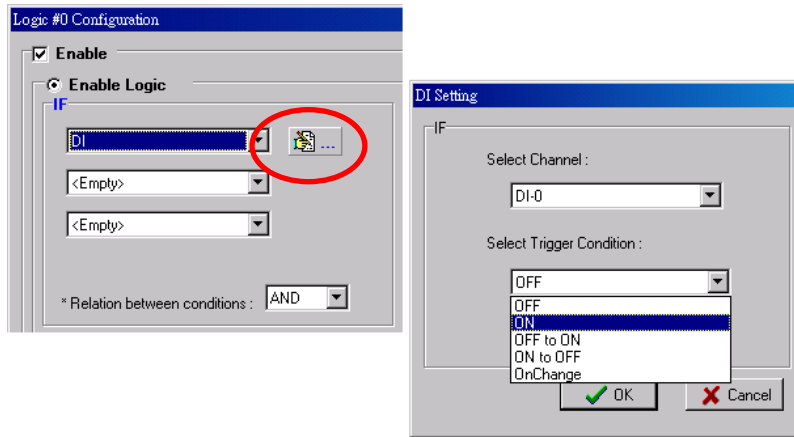 Logic #0 Configuration
Enable
Enable Logic
IF
DI
...
<Empty>
<Empty>
* Relation between conditions :
AND
DI Setting
IF
Select Channel :
DI-0
Select Trigger Condition :
OFF
OFF
ON
OFF to ON
ON to OFF
OnChange
OK
Cancel